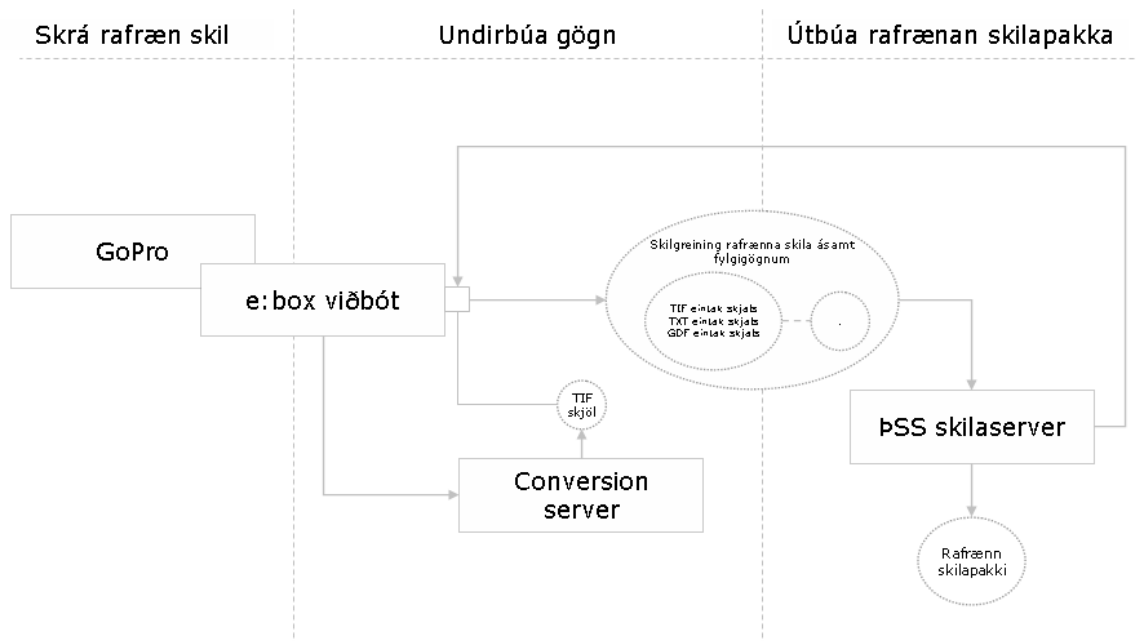 Skrá rafræn skil
Undirbúa gögn
Útbúa rafrænan skilapakka
GoPro
e:box viðbót
Skilgreining rafrænna skila ásamt
fylgigögnum
TIF eintak skjals
TXT eintak skjals
GDF eintak skjals
.
TIF
skjöl
Conversion
server
ÞSS skilaserver
Rafrænn
skilapakki